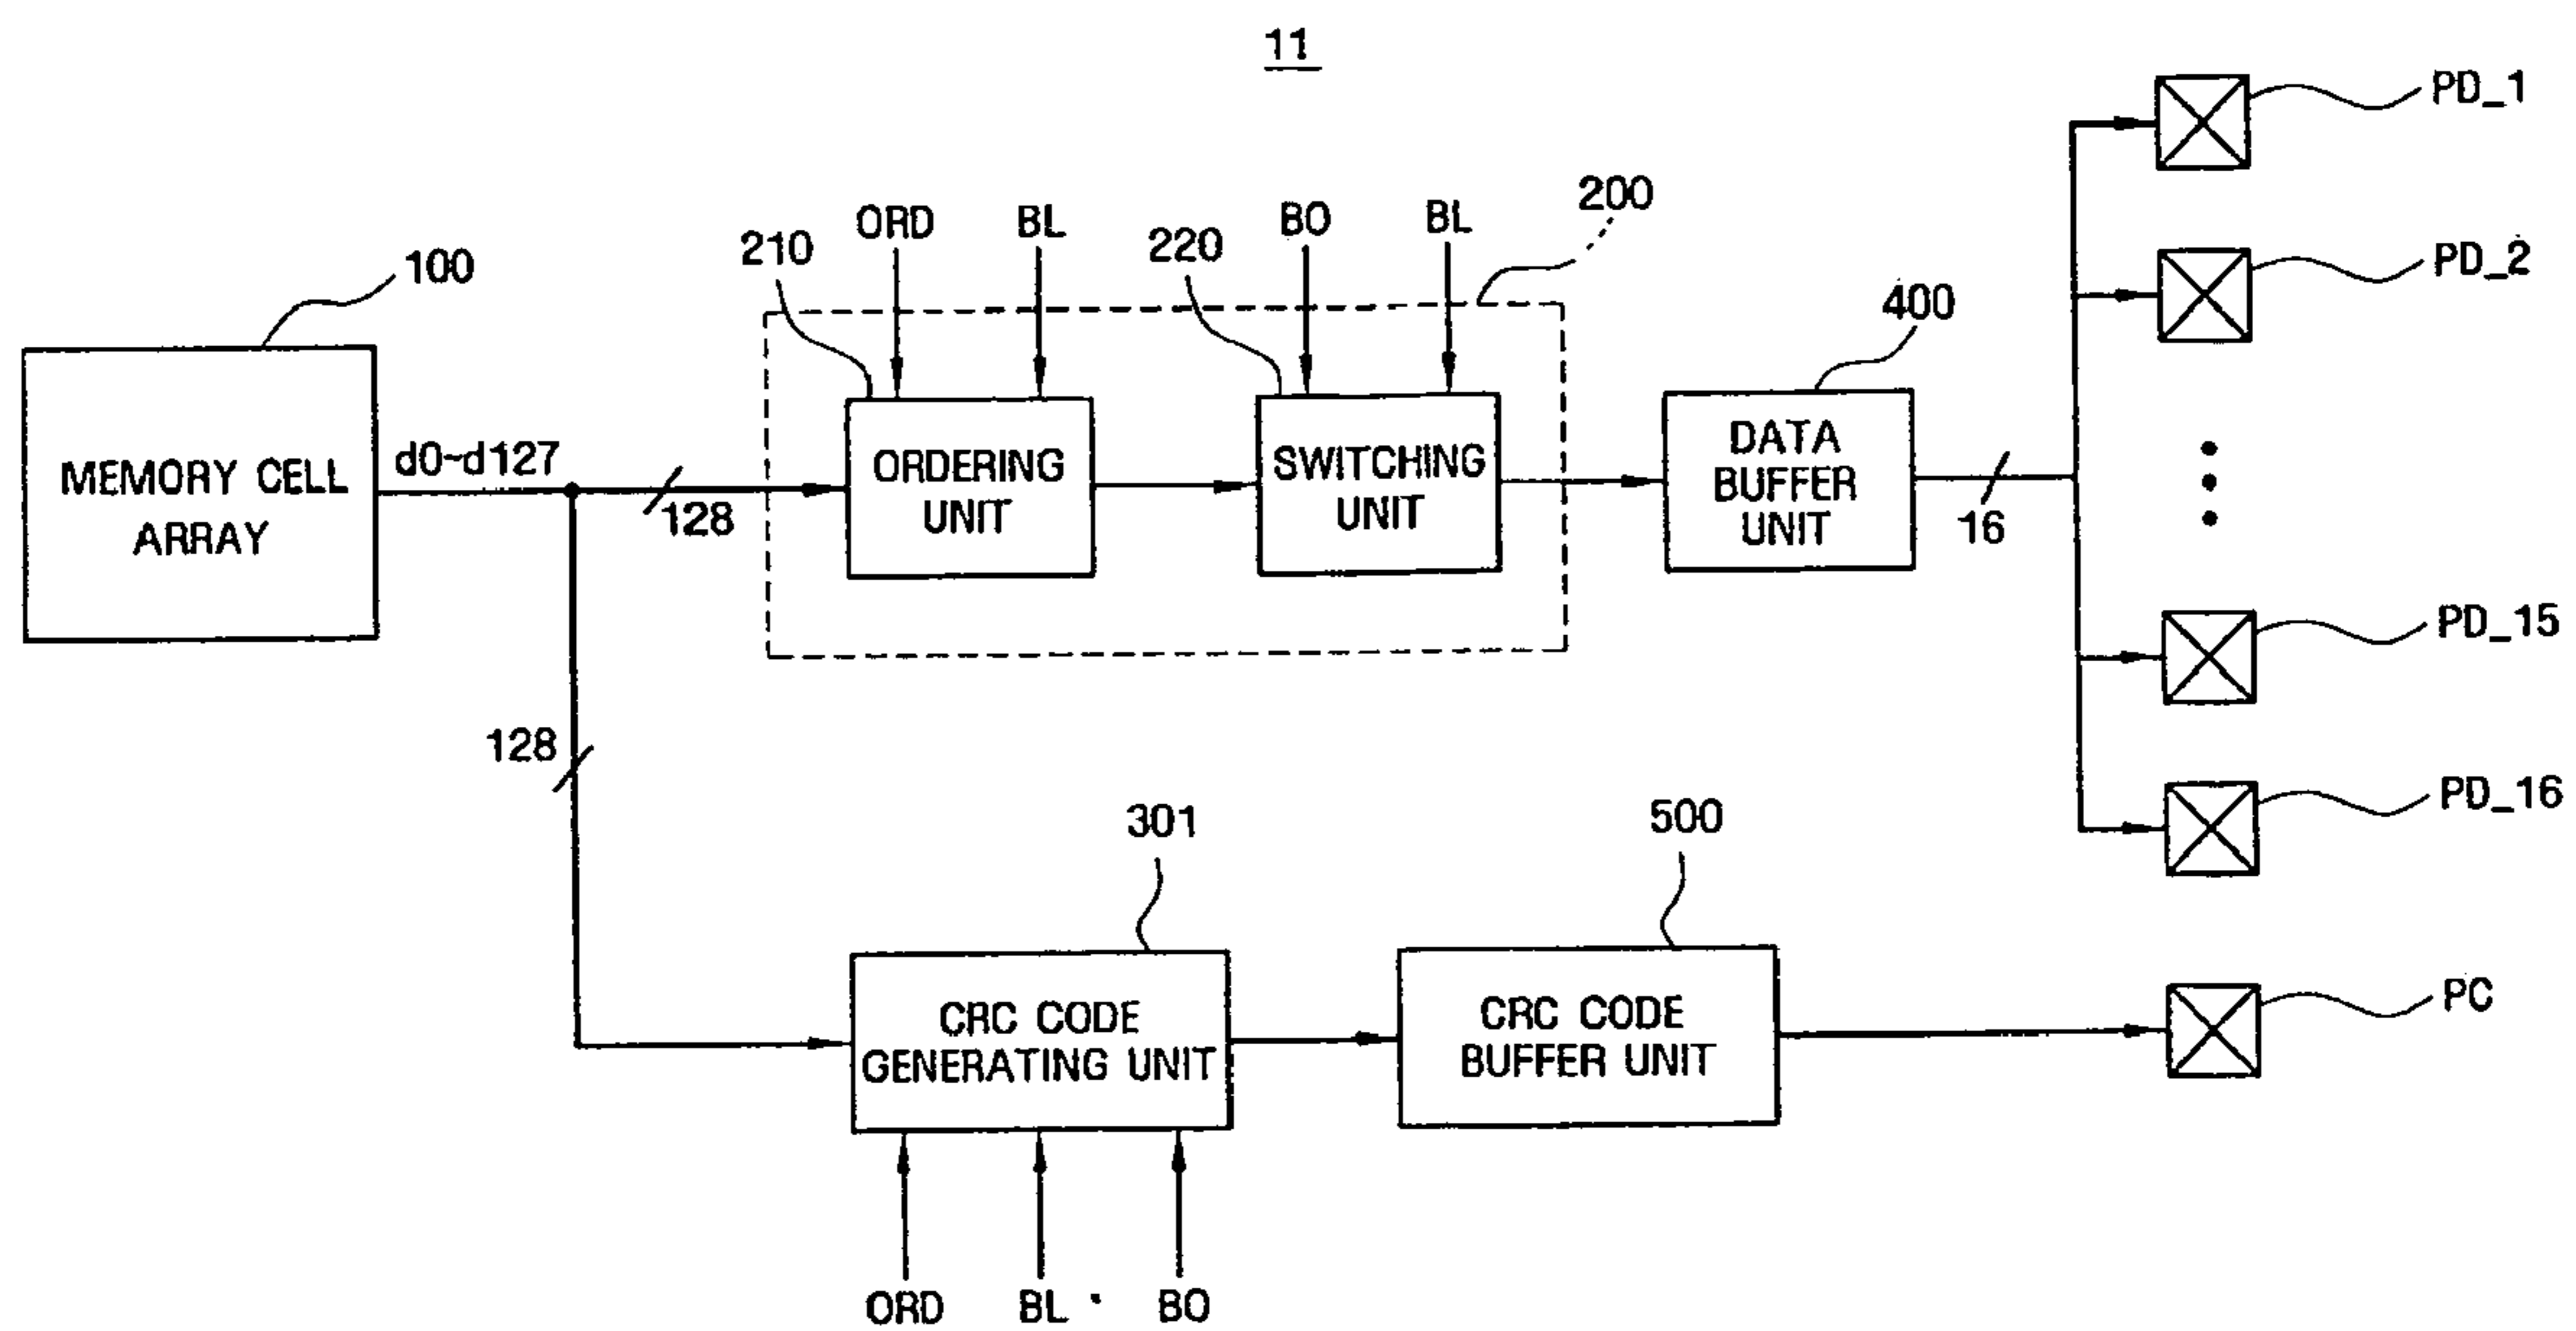 11
PD_1
PD_2
PD_15
PD_16
PC
100
MEMORY CELL
ARRAY
d0~d127
128
128
200
210
ORD
BL
ORDERING
UNIT
220
BO
BL
SWITCHING
UNIT
400
DATA
BUFFER
UNIT
16
301
CRC CODE
GENERATING UNIT
ORD
BL
BO
500
CRC CODE
BUFFER UNIT